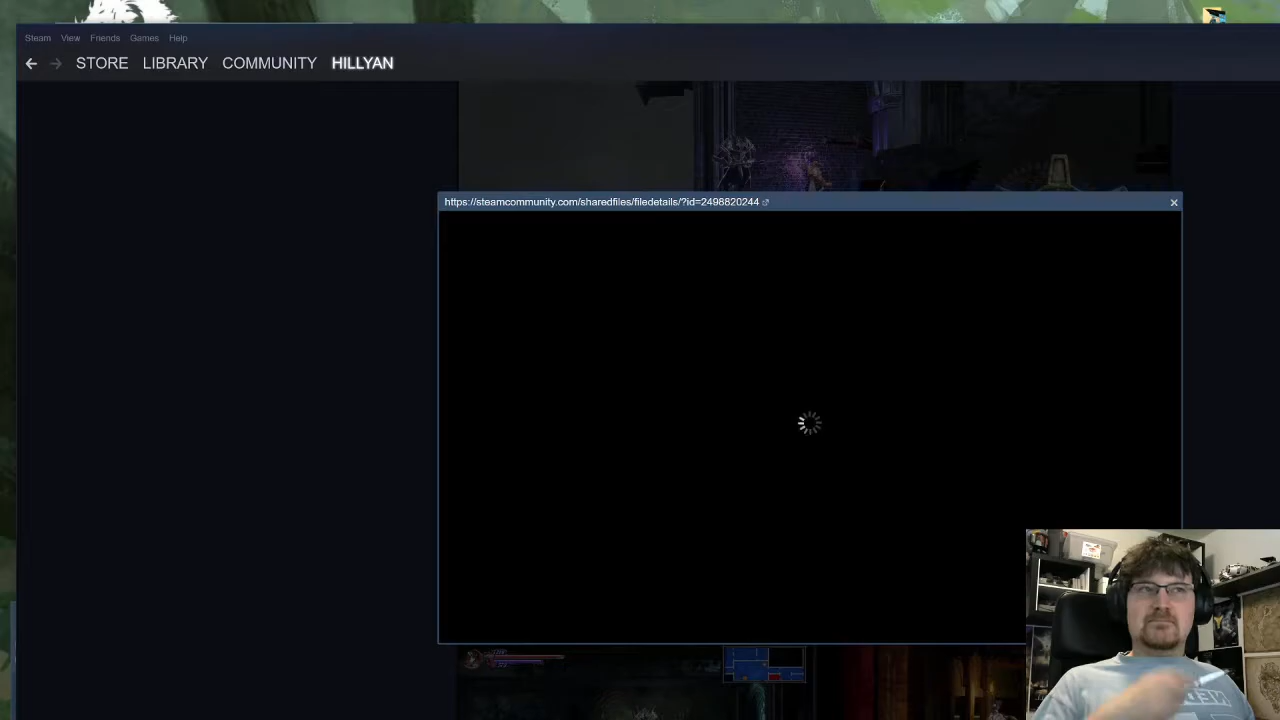 Steam View Friends Games Help
STORE LIBRARY COMMUNITY HILLYAN
https://steamcommunity.com/sharedfiles/filedetails/?id=2498820244